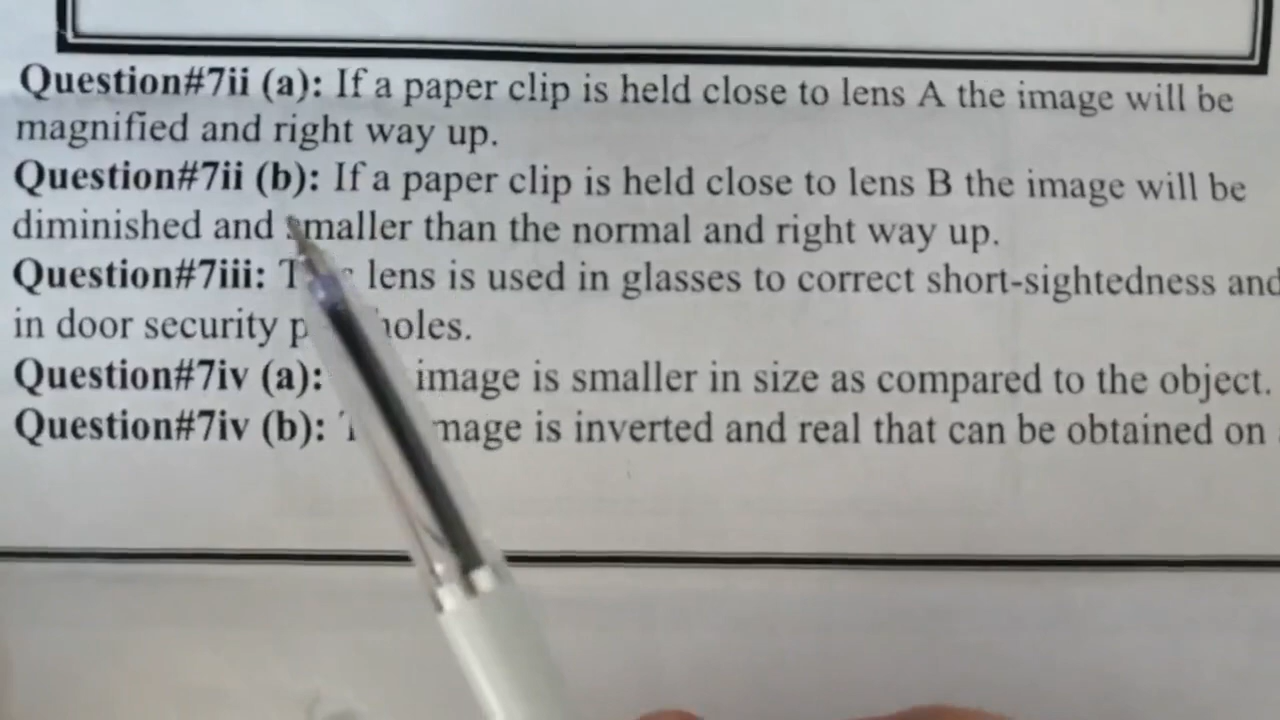 Question#7ii (a): If a paper clip is held close to lens A the image will be
magnified and right way up.
Question#7ii (b): If a paper clip is held close to lens B the image will be
diminished and smaller than the normal and right way up.
Question#7iii: lens is used in glasses to correct short-sightedness and
in door security
Question#7iv (a): image is smaller in size as compared to the object.
Question#7iv (b): image is inverted and real that can be obtained on